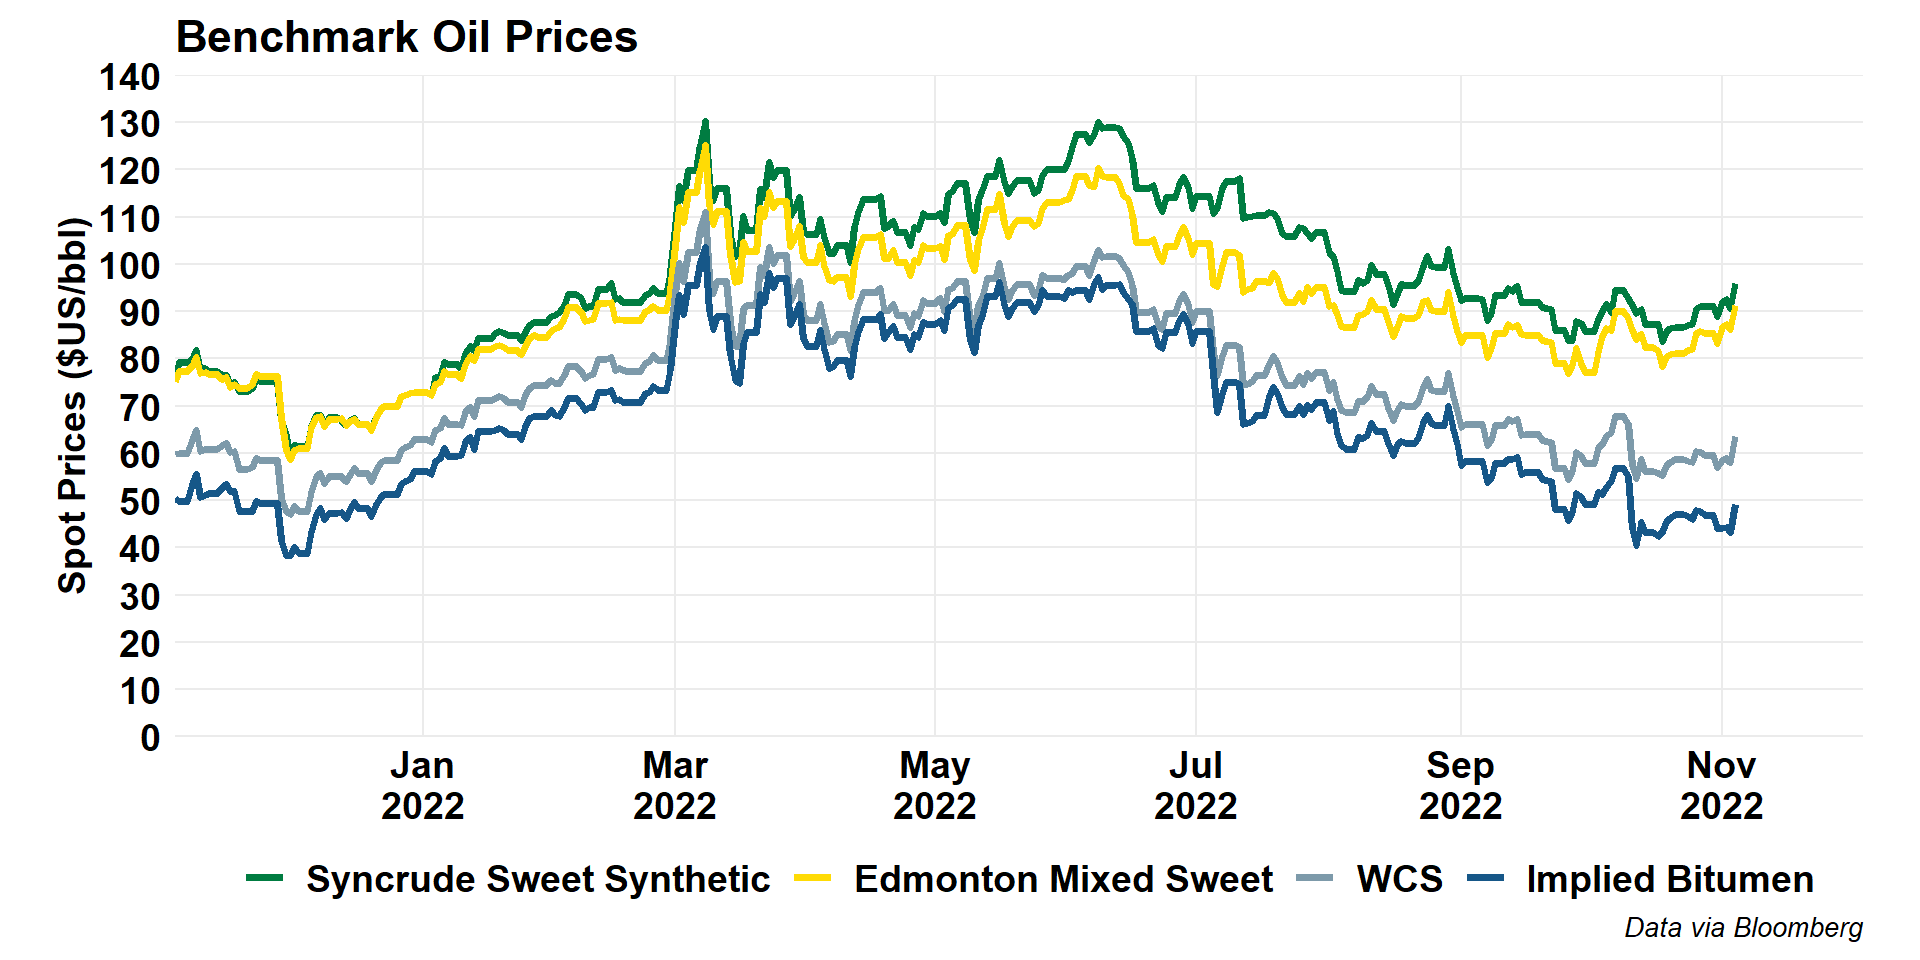 Benchmark Oil Prices
Spot Prices ($US/bbl)
140
130
120
110
100
90
80
70
60
50
40
30
20
10
0
Jan Mar May Jul Sep Nov
2022 2022 2022 2022 2022 2022
Syncrude Sweet Synthetic Edmonton Mixed Sweet WCS Implied Bitumen
Data via Bloomberg